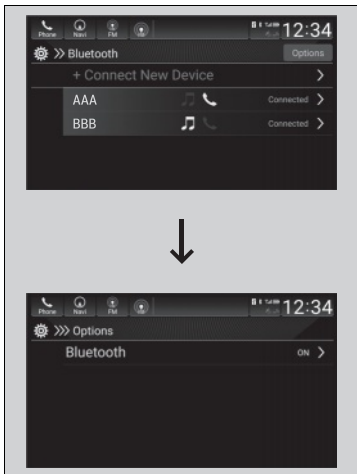 Phone Navi FM 12:34
Bluetooth Options
+ Connect New Device
AAA Connected
BBB Connected
Phone Navi FM 12:34
Options
Bluetooth ON